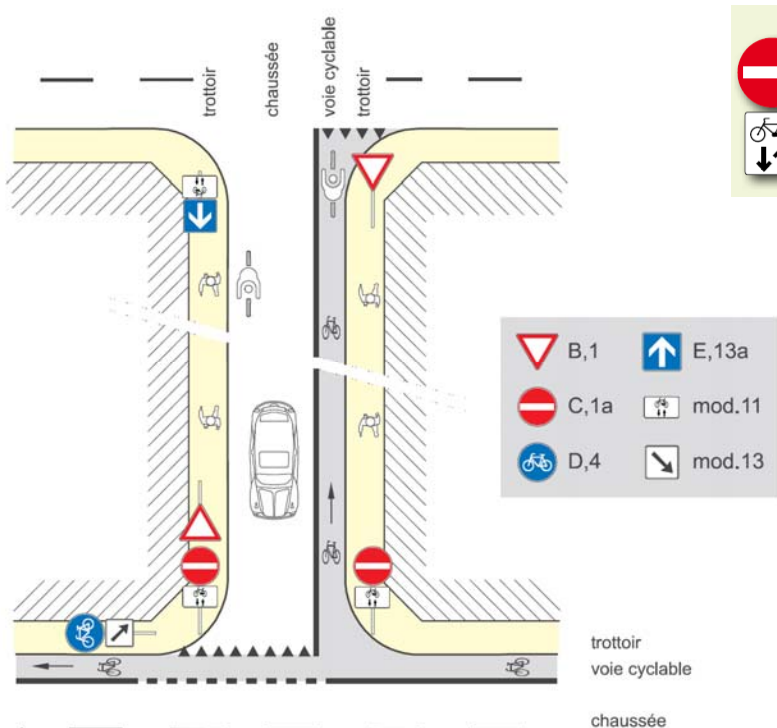 trottoir
chaussée
voie cyclable
trottoir
B,1
E,13a
C,1a
mod.11
D,4
mod.13
trottoir
voie cyclable
chaussée